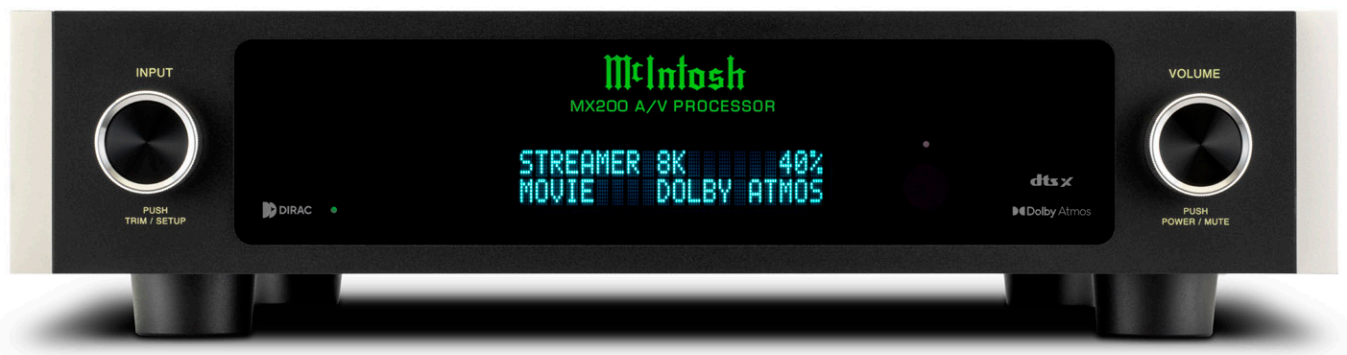 McIntosh
MX200 A/V PROCESSOR
INPUT
PUSH
TRIM / SETUP
DIRAC
STREAMER 8K 40%
MOVIE DOLBY ATMOS
dts x
Dolby Atmos
VOLUME
PUSH
POWER / MUTE